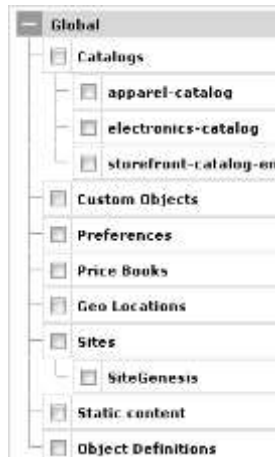 Global
Catalogs
apparel-catalog
electronics-catalog
storefront-catalog-en
Custom Objects
Preferences
Price Books
Geo Locations
Sites
SiteGenesis
Static content
Object Definitions